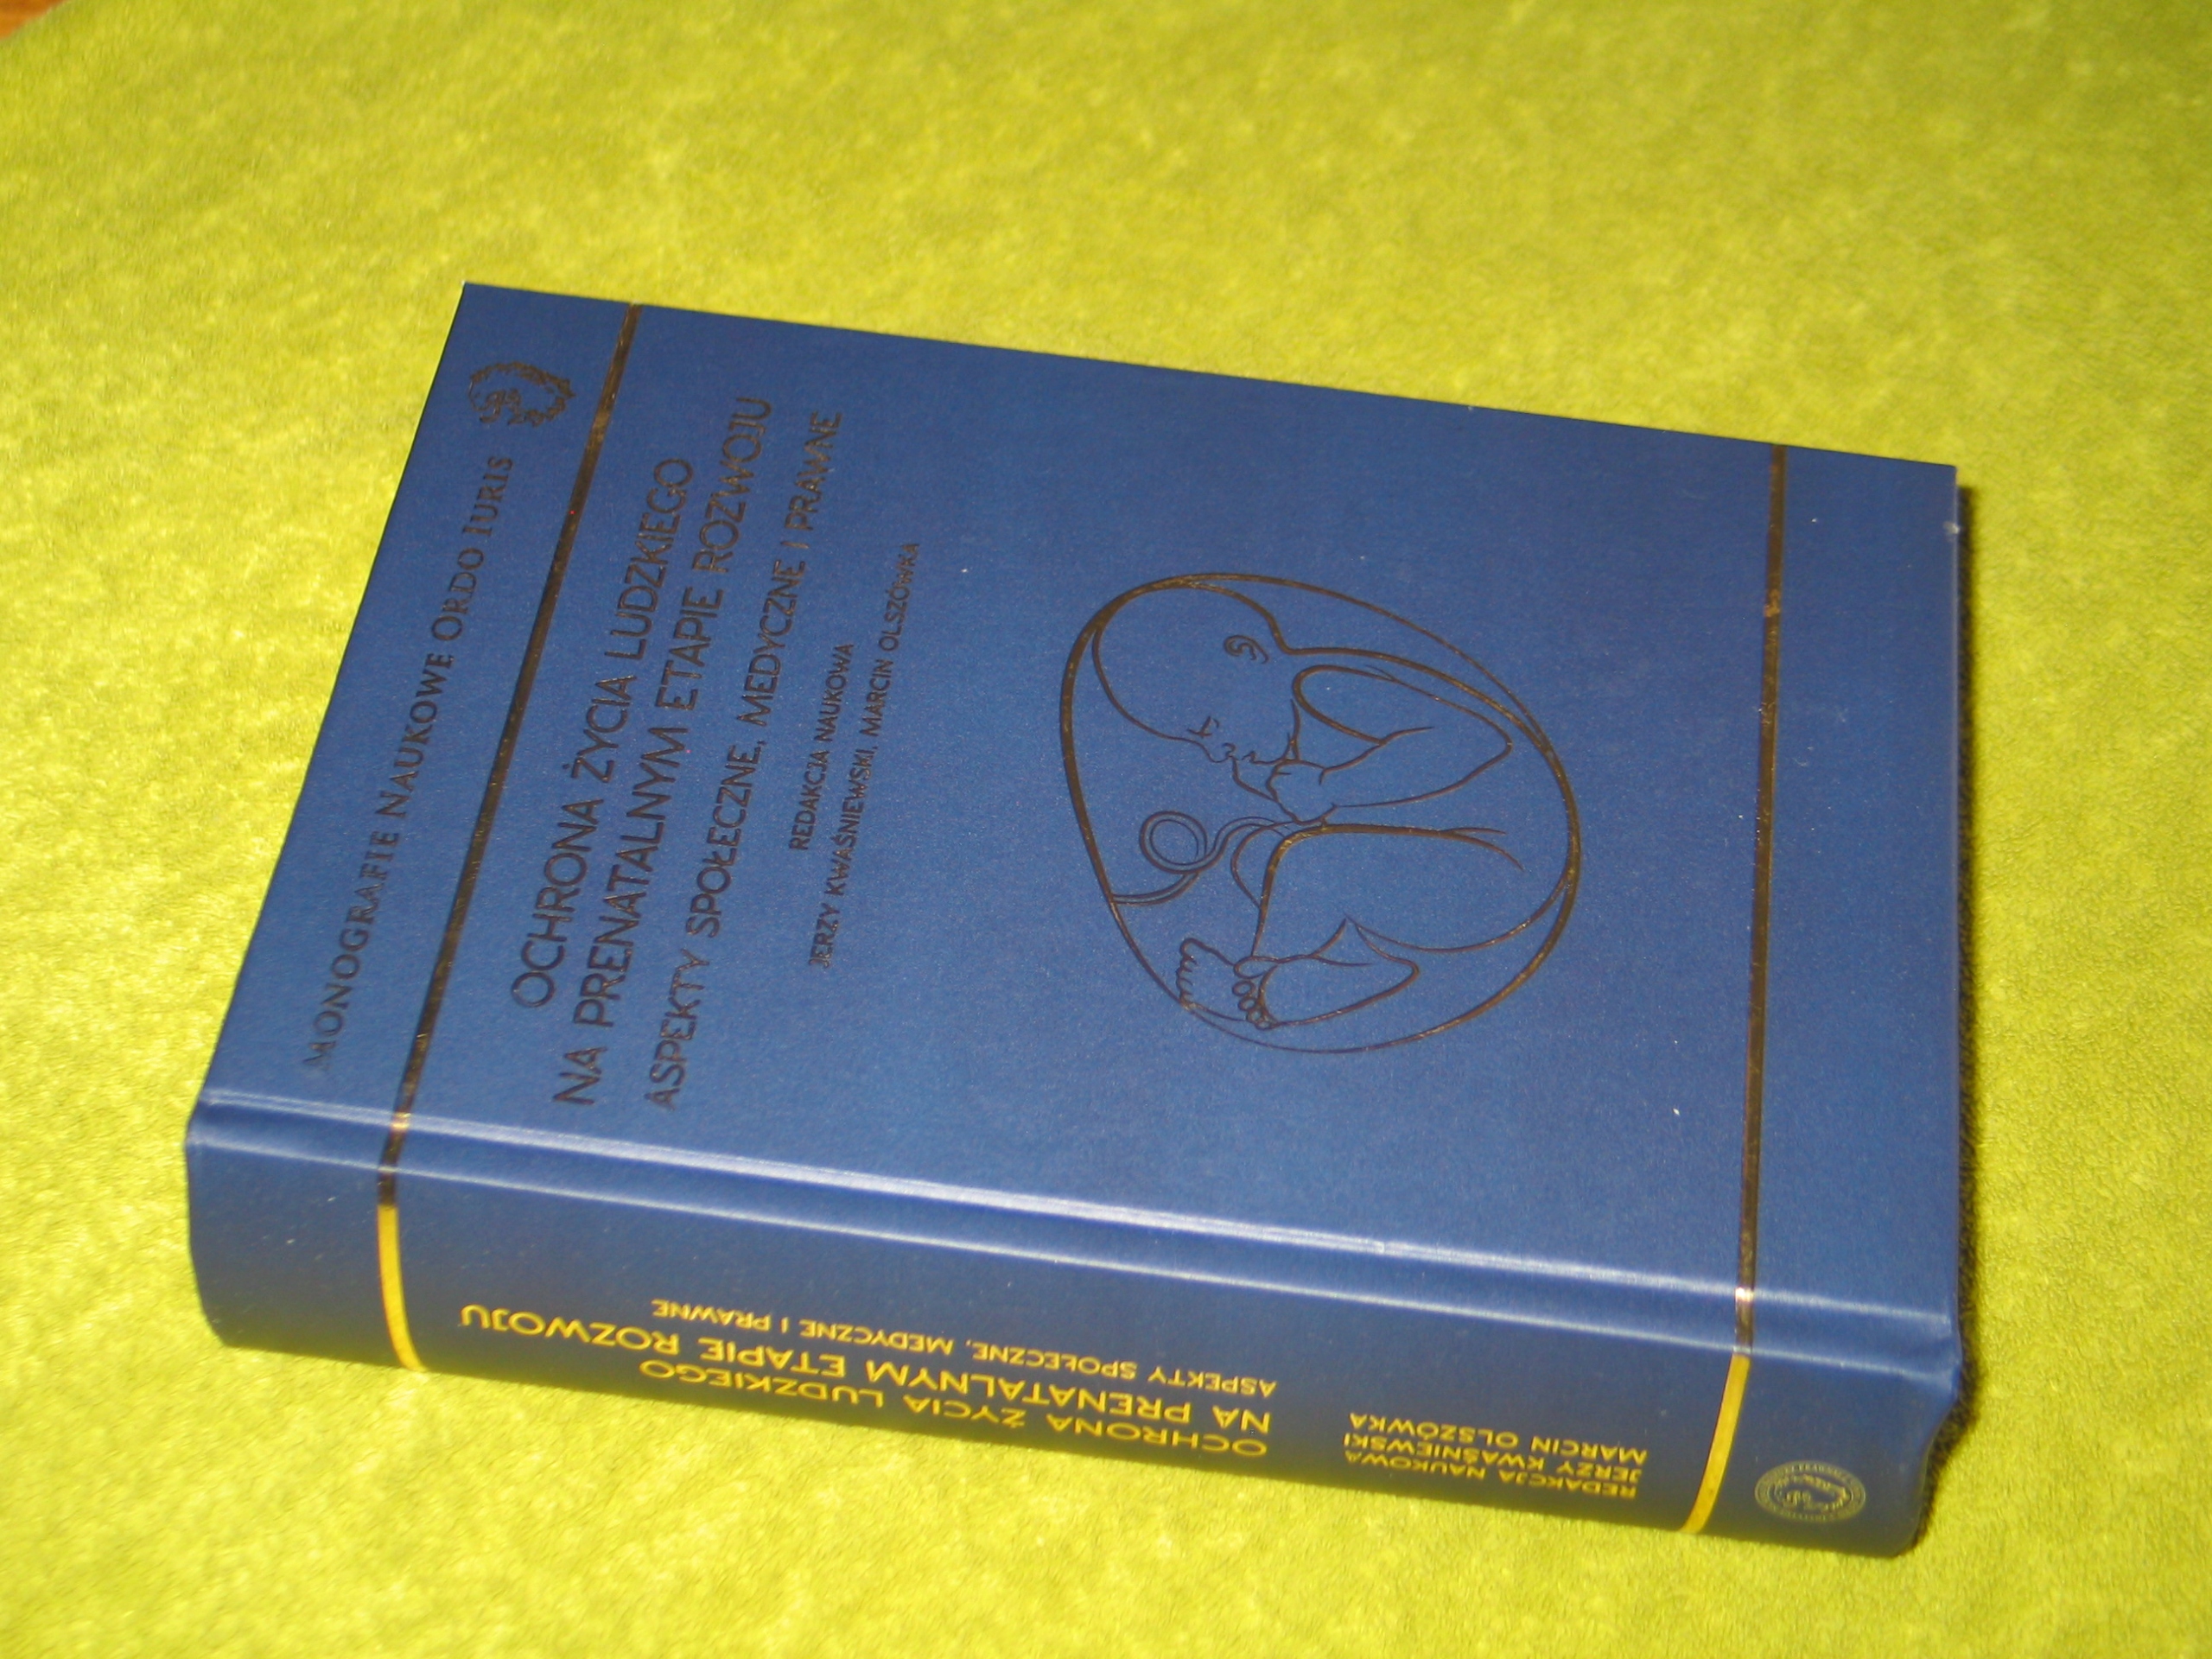 MONOGRAFIE NAUKOWE ORDO IURIS
OCHRONA ŻYCIA LUDZKIEGO
NA PRENATALNYM ETAPIE ROZWOJU
ASPEKTY SPOŁECZNE, MEDYCZNE I PRAWNE
REDAKCJA NAUKOWA
JERZY KWAŚNIEWSKI, MARCIN OLSZÓWKA
OCHRONA ŻYCIA LUDZKIEGO
NA PRENATALNYM ETAPIE ROZWOJU
ASPEKTY SPOŁECZNE, MEDYCZNE I PRAWNE
REDAKCJA NAUKOWA
JERZY KWAŚNIEWSKI
MARCIN OLSZÓWKA